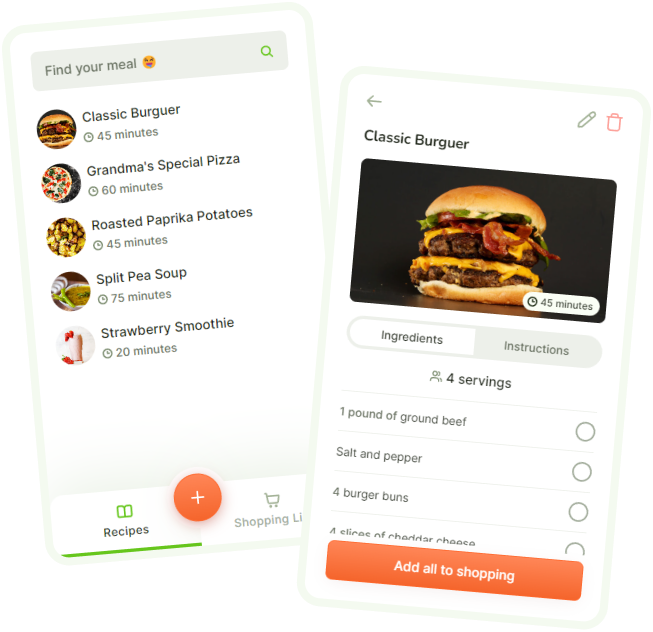 Find your meal 😋
Classic Burguer
45 minutes
Grandma's Special Pizza
60 minutes
Roasted Paprika Potatoes
45 minutes
Split Pea Soup
75 minutes
Strawberry Smoothie
20 minutes
Recipes
Shopping Li
Classic Burguer
45 minutes
Ingredients
Instructions
4 servings
1 pound of ground beef
Salt and pepper
4 burger buns
4 slices of cheddar cheese
Add all to shopping